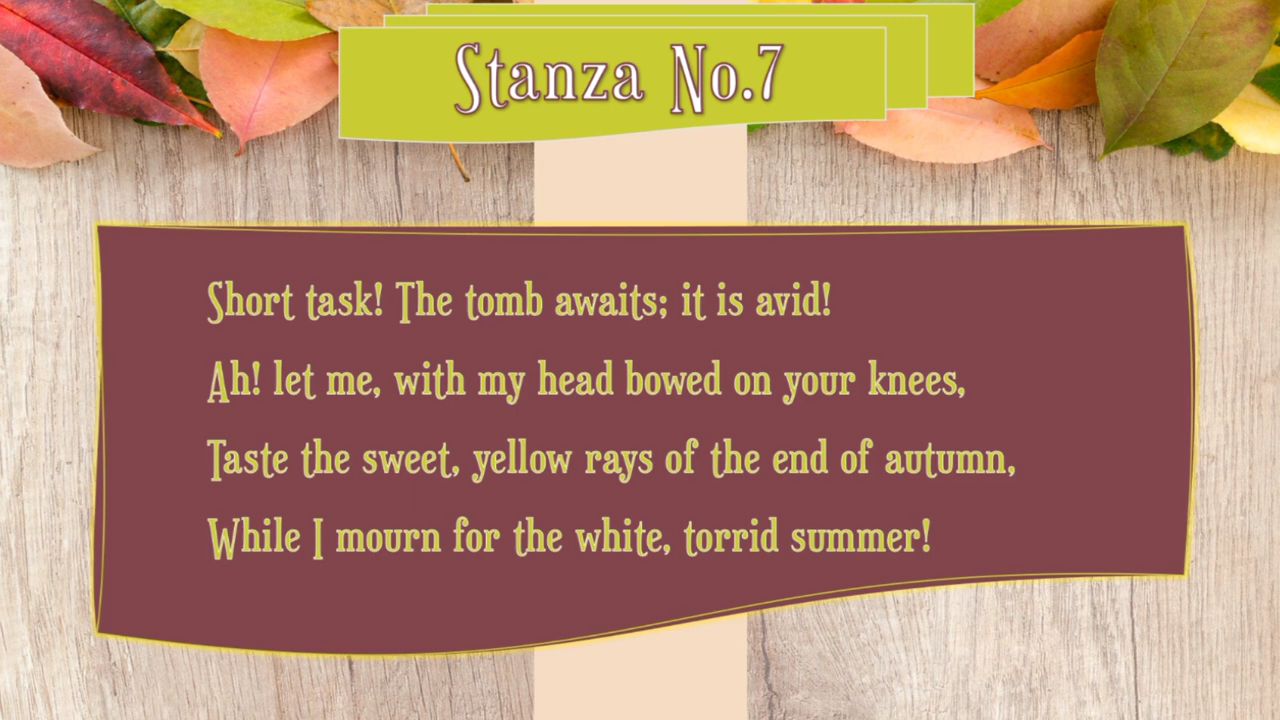 Stanza No.7
Short task! The tomb awaits; it is avid!
Ah! let me, with my head bowed on your knees,
Taste the sweet, yellow rays of the end of autumn,
While I mourn for the white, torrid summer!